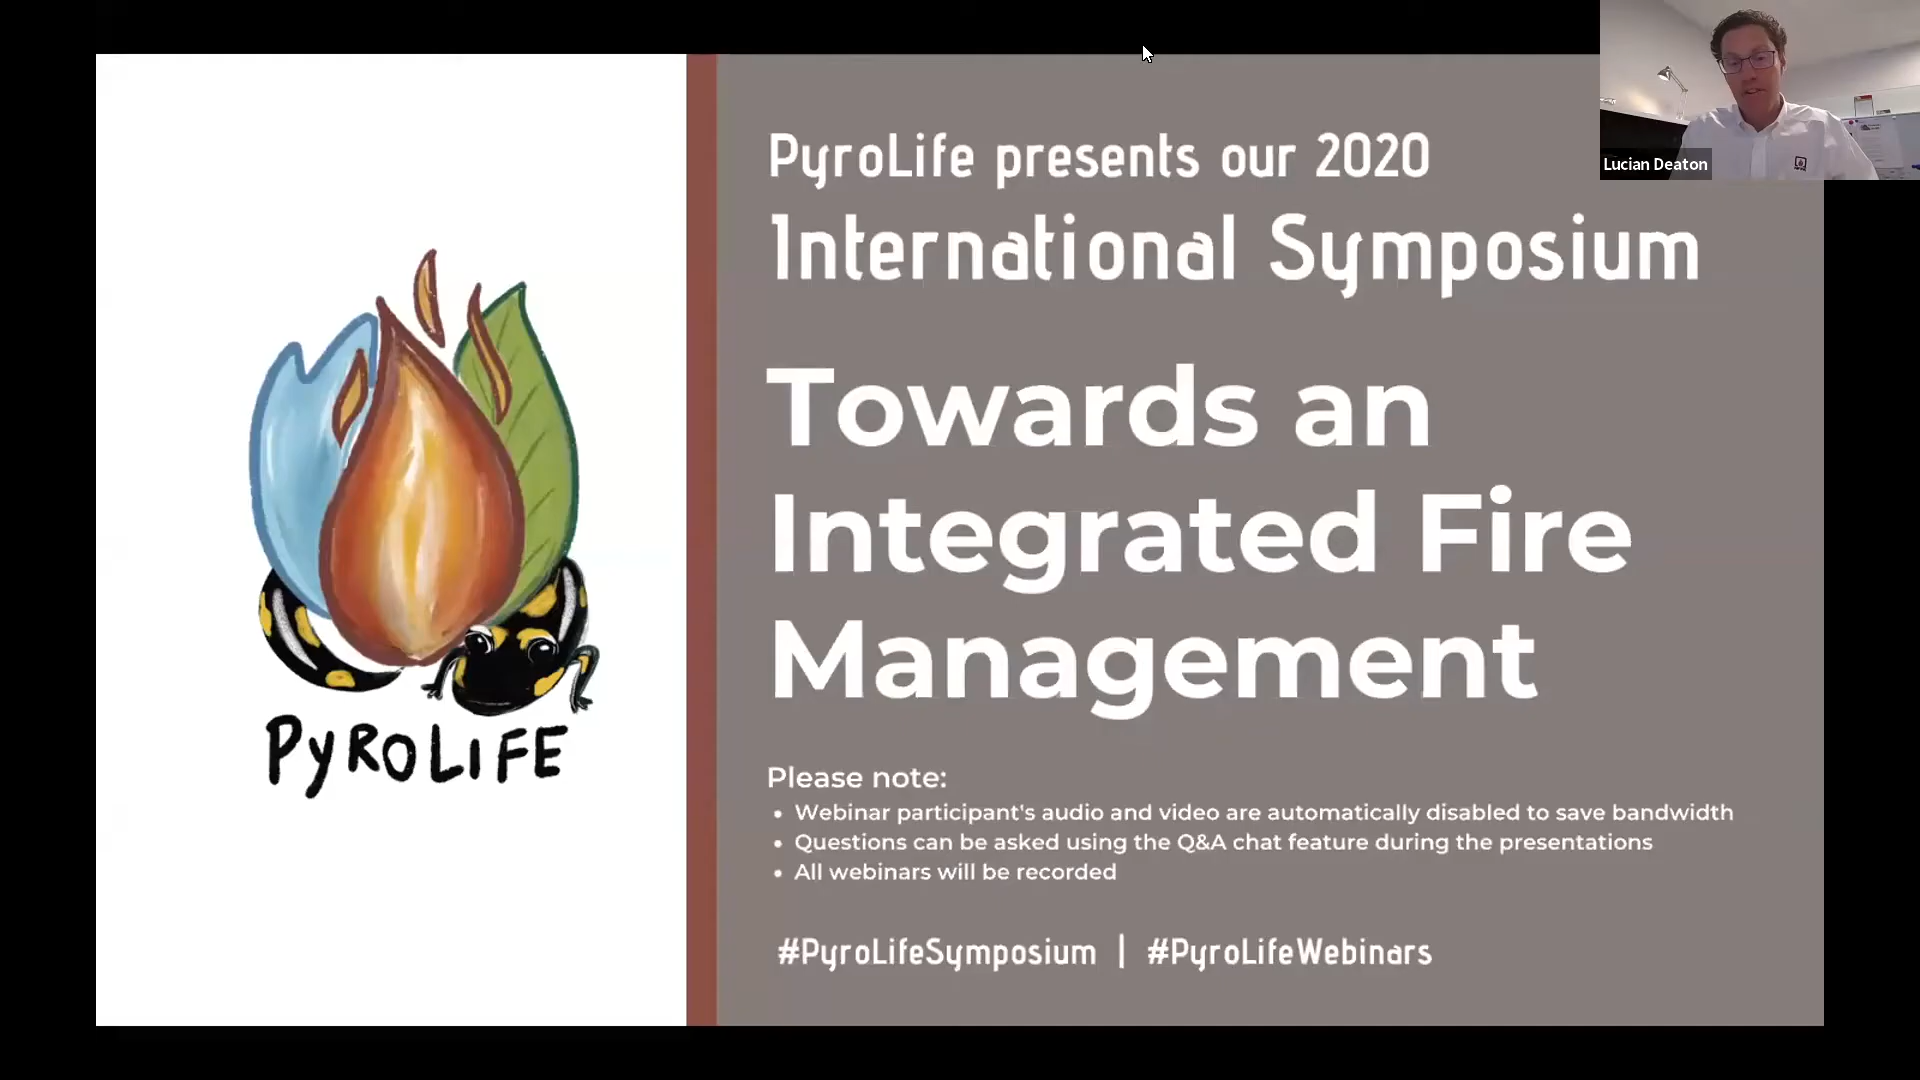 Lucian Deaton
PyroLife presents our 2020
International Symposium
Towards an
Integrated Fire
Management
Please note:
• Webinar participant's audio and video are automatically disabled to save bandwidth
• Questions can be asked using the Q&A chat feature during the presentations
• All webinars will be recorded
#PyroLifeSymposium | #PyroLifeWebinars
PyROLIFE